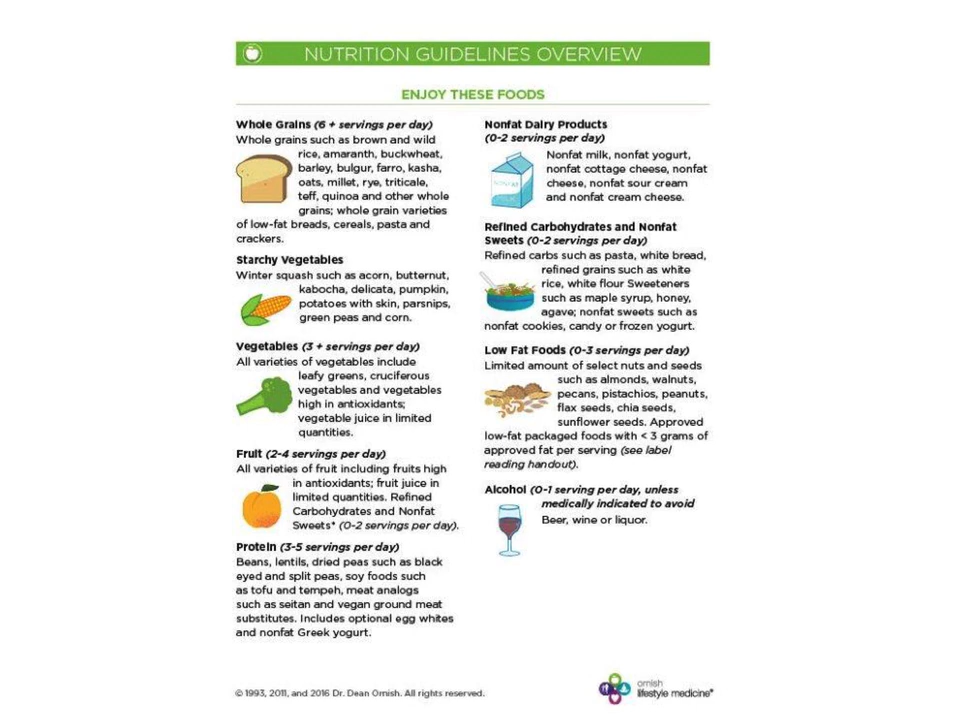 NUTRITION GUIDELINES OVERVIEW
ENJOY THESE FOODS
Whole Grains (6 + servings per day)
Whole grains such as brown and wild
rice, amaranth, buckwheat,
barley, bulgur, farro, kasha,
oats, millet, rye, triticale,
teff, quinoa and other whole
grains; whole grain varieties
of low-fat breads, cereals, pasta and
crackers.
Starchy Vegetables
Winter squash such as acorn, butternut,
kabocha, delicata, pumpkin,
potatoes with skin, parsnips,
green peas and corn.
Vegetables (3 + servings per day)
All varieties of vegetables include
leafy greens, cruciferous
vegetables and vegetables
high in antioxidants;
vegetable juice in limited
quantities.
Fruit (2-4 servings per day)
All varieties of fruit including fruits high
in antioxidants; fruit juice in
limited quantities. Refined
Carbohydrates and Nonfat
Sweets* (0-2 servings per day).
Protein (3-5 servings per day)
Beans, lentils, dried peas such as black
eyed and split peas, soy foods such
as tofu and tempeh, meat analogs
such as seitan and vegan ground meat
substitutes. Includes optional egg whites
and nonfat Greek yogurt.
Nonfat Dairy Products
(0-2 servings per day)
Nonfat milk, nonfat yogurt,
nonfat cottage cheese, nonfat
cheese, nonfat sour cream
and nonfat cream cheese.
NONFAT
MILK
Refined Carbohydrates and Nonfat
Sweets (0-2 servings per day)
Refined carbs such as pasta, white bread,
refined grains such as white
rice, white flour Sweeteners
such as maple syrup, honey,
agave; nonfat sweets such as
nonfat cookies, candy or frozen yogurt.
Low Fat Foods (0-3 servings per day)
Limited amount of select nuts and seeds
such as almonds, walnuts,
pecans, pistachios, peanuts,
flax seeds, chia seeds,
sunflower seeds. Approved
low-fat packaged foods with < 3 grams of
approved fat per serving (see label
reading handout).
Alcohol (0-1 serving per day, unless
medically indicated to avoid
Beer, wine or liquor.
© 1993, 2011, and 2016 Dr. Dean Ornish. All rights reserved.
ornish
lifestyle medicine®